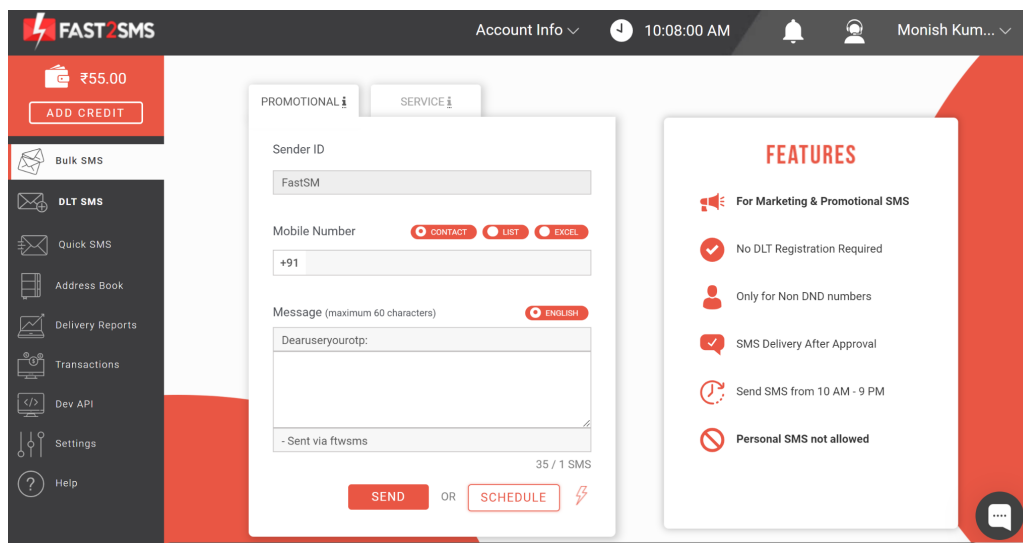 FAST2SMS
Account Info
10:08:00 AM
Monish Kum...
₹55.00
ADD CREDIT
Bulk SMS
DLT SMS
Quick SMS
Address Book
Delivery Reports
Transactions
Dev API
Settings
Help
PROMOTIONAL i
SERVICE i
Sender ID
FastSM
Mobile Number
CONTACT
LIST
EXCEL
+91
Message (maximum 60 characters)
ENGLISH
Dearuseryourotp:
- Sent via ftwsms
35 / 1 SMS
SEND
OR
SCHEDULE
FEATURES
For Marketing & Promotional SMS
No DLT Registration Required
Only for Non DND numbers
SMS Delivery After Approval
Send SMS from 10 AM - 9 PM
Personal SMS not allowed